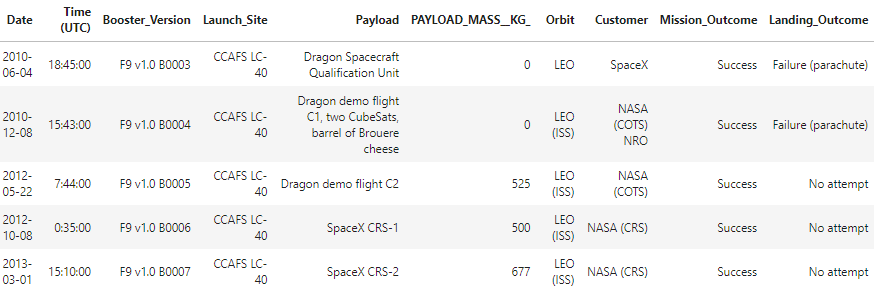 Date Time (UTC) Booster_Version Launch_Site Payload PAYLOAD_MASS__KG_ Orbit Customer Mission_Outcome Landing_Outcome
2010-06-04 18:45:00 F9 v1.0 B0003 CCAFS LC-40 Dragon Spacecraft Qualification Unit 0 LEO SpaceX Success Failure (parachute)
2010-12-08 15:43:00 F9 v1.0 B0004 CCAFS LC-40 Dragon demo flight C1, two CubeSats, barrel of Brouere cheese 0 LEO (ISS) NASA (COTS) NRO Success Failure (parachute)
2012-05-22 7:44:00 F9 v1.0 B0005 CCAFS LC-40 Dragon demo flight C2 525 LEO (ISS) NASA (COTS) Success No attempt
2012-10-08 0:35:00 F9 v1.0 B0006 CCAFS LC-40 SpaceX CRS-1 500 LEO (ISS) NASA (CRS) Success No attempt
2013-03-01 15:10:00 F9 v1.0 B0007 CCAFS LC-40 SpaceX CRS-2 677 LEO (ISS) NASA (CRS) Success No attempt